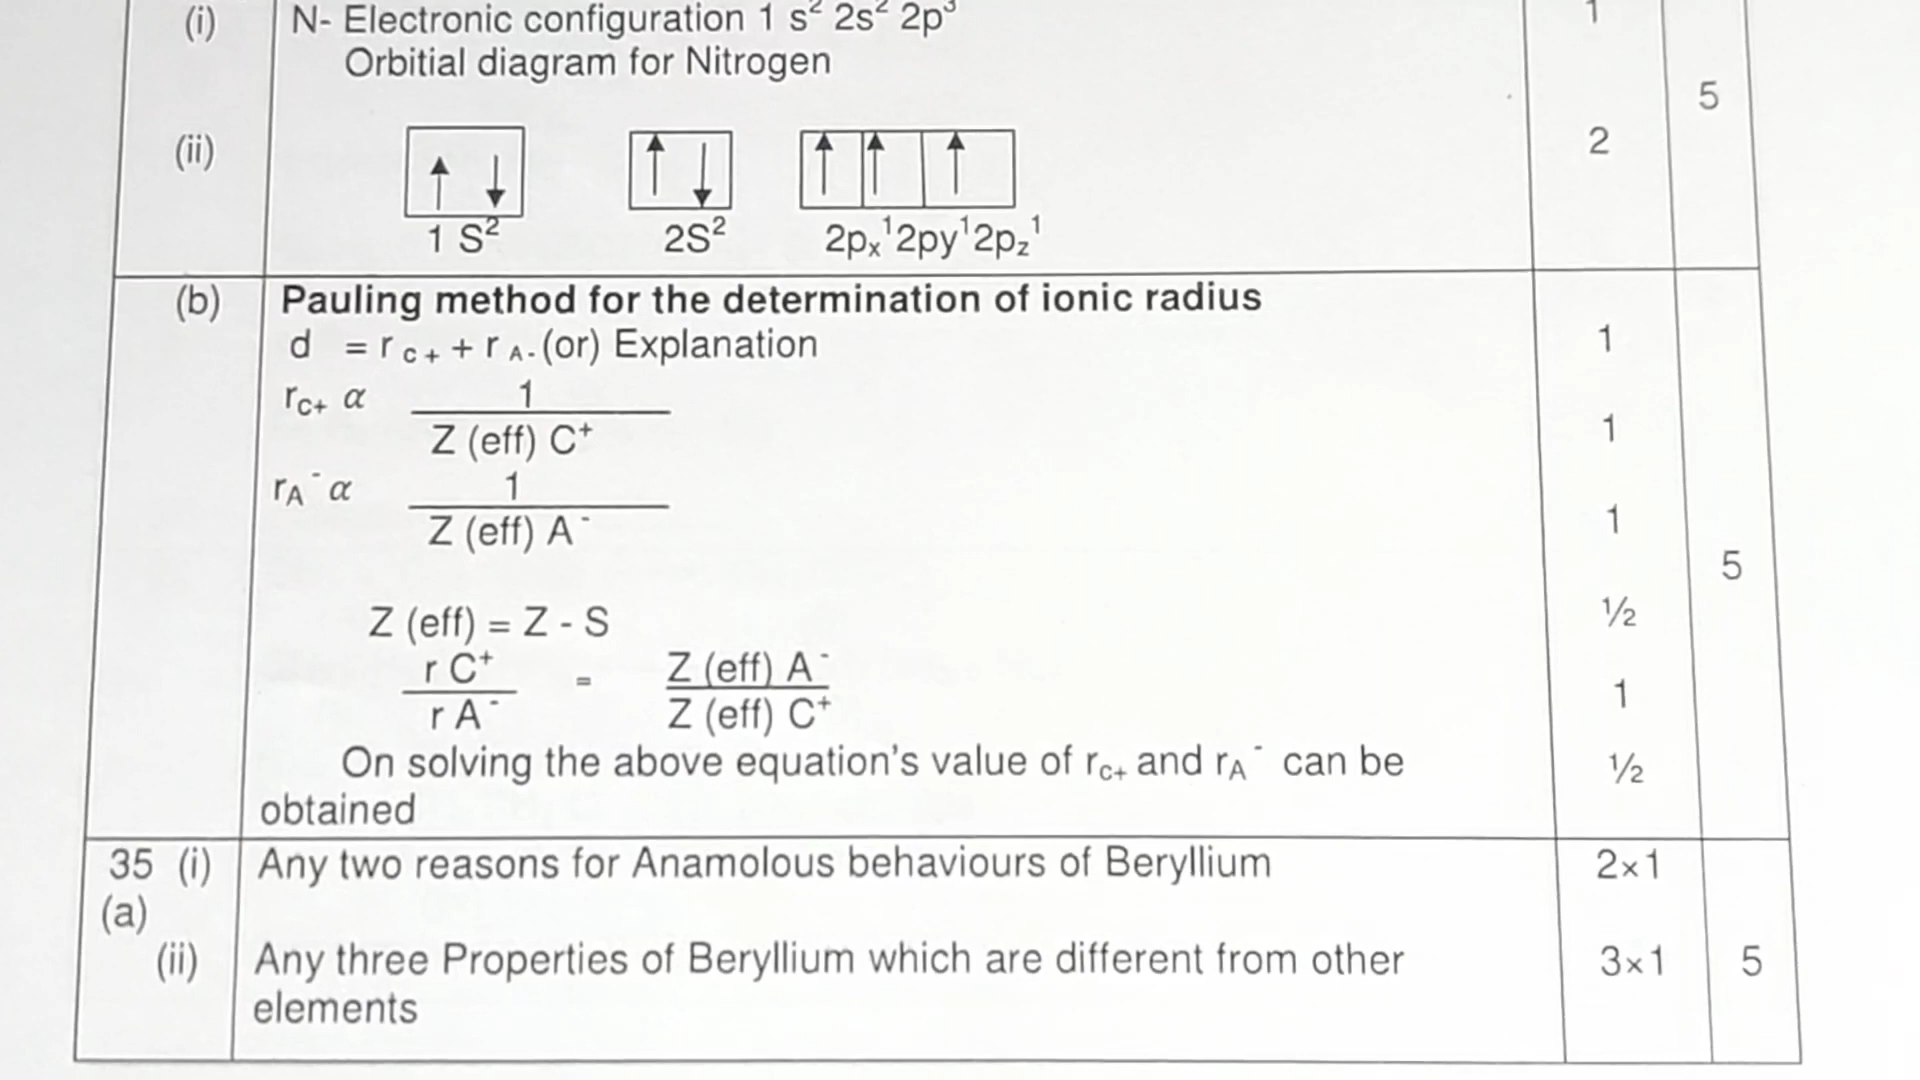 (i) N- Electronic configuration 1 s² 2s² 2p³ 1
Orbitial diagram for Nitrogen
5
(ii) 2
1 S² 2S² 2pₓ¹2py¹2p_z¹
(b) Pauling method for the determination of ionic radius
d = r C+ + r A- (or) Explanation 1
rC+ α 1
Z (eff) C⁺ 1
rA⁻ α 1
Z (eff) A⁻ 1
5
Z (eff) = Z - S ½
r C⁺ = Z (eff) A⁻
r A⁻ Z (eff) C⁺ 1
On solving the above equation's value of rc+ and rA⁻ can be ½
obtained
35 (i) Any two reasons for Anamolous behaviours of Beryllium 2×1
(a)
(ii) Any three Properties of Beryllium which are different from other 3×1 5
elements